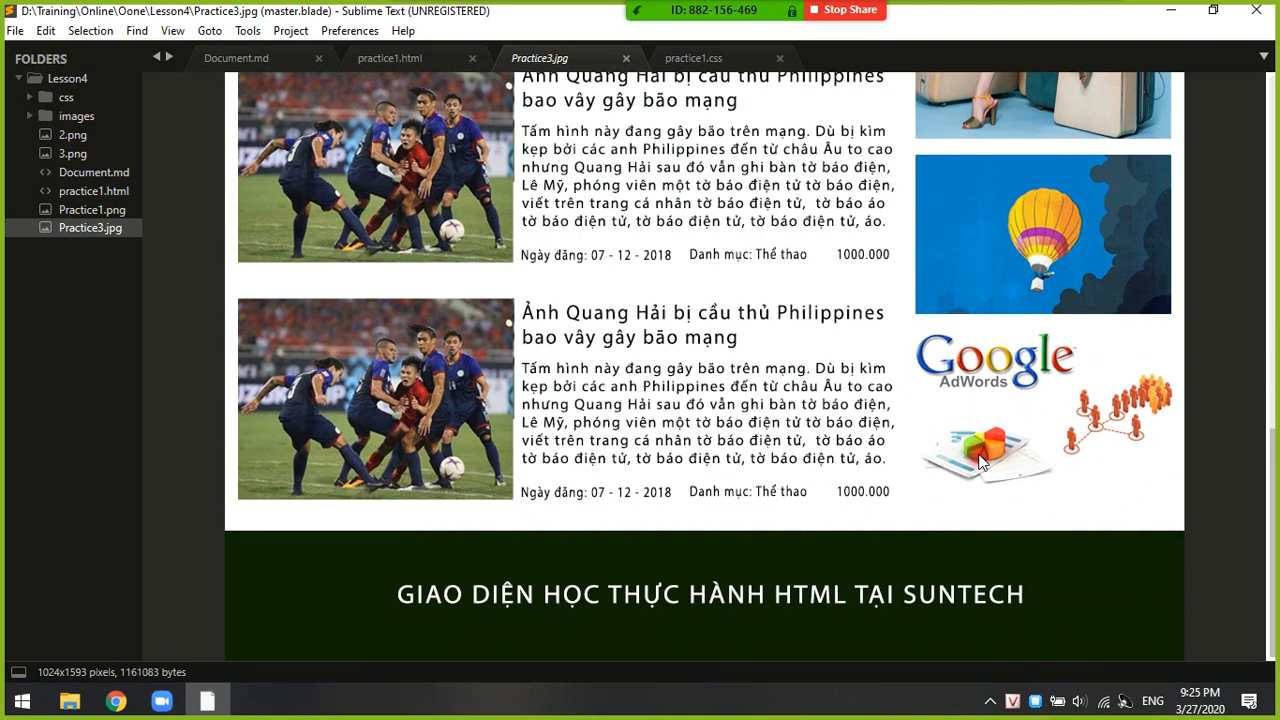 D:\Training\Online\Oone\Lesson4\Practice3.jpg (master.blade) - Sublime Text (UNREGISTERED)
ID: 882-156-469
Stop Share
File Edit Selection Find View Goto Tools Project Preferences Help
FOLDERS
Lesson4
css
images
2.png
3.png
Document.md
practice1.html
Practice1.png
Practice3.jpg
Document.md
practice1.html
Practice3.jpg
practice1.css
Ảnh Quang Hải bị cầu thủ Philippines
bao vây gây bão mạng
Tấm hình này đang gây bão trên mạng. Dù bị kìm
kẹp bởi các anh Philippines đến từ châu Âu to cao
nhưng Quang Hải sau đó vẫn ghi bàn tờ báo điện,
Lê Mỹ, phóng viên một tờ báo điện tử tờ báo điện,
viết trên trang cá nhân tờ báo điện tử, tờ báo áo
tờ báo điện tử, tờ báo điện tử, tờ báo điện tử, áo.
Ngày đăng: 07 - 12 - 2018 Danh mục: Thể thao 1000.000
Ảnh Quang Hải bị cầu thủ Philippines
bao vây gây bão mạng
Tấm hình này đang gây bão trên mạng. Dù bị kìm
kẹp bởi các anh Philippines đến từ châu Âu to cao
nhưng Quang Hải sau đó vẫn ghi bàn tờ báo điện,
Lê Mỹ, phóng viên một tờ báo điện tử tờ báo điện,
viết trên trang cá nhân tờ báo điện tử, tờ báo áo
tờ báo điện tử, tờ báo điện tử, tờ báo điện tử, áo.
Ngày đăng: 07 - 12 - 2018 Danh mục: Thể thao 1000.000
Google
AdWords
GIAO DIỆN HỌC THỰC HÀNH HTML TẠI SUNTECH
1024x1593 pixels, 1161083 bytes
ENG
9:25 PM
3/27/2020